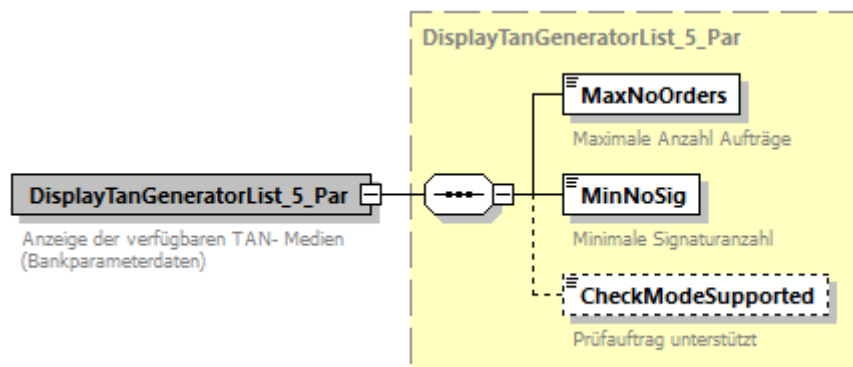 DisplayTanGeneratorList_5_Par
MaxNoOrders
Maximale Anzahl Aufträge
DisplayTanGeneratorList_5_Par
Anzeige der verfügbaren TAN- Medien
(Bankparameterdaten)
MinNoSig
Minimale Signaturanzahl
CheckModeSupported
Prüfauftrag unterstützt